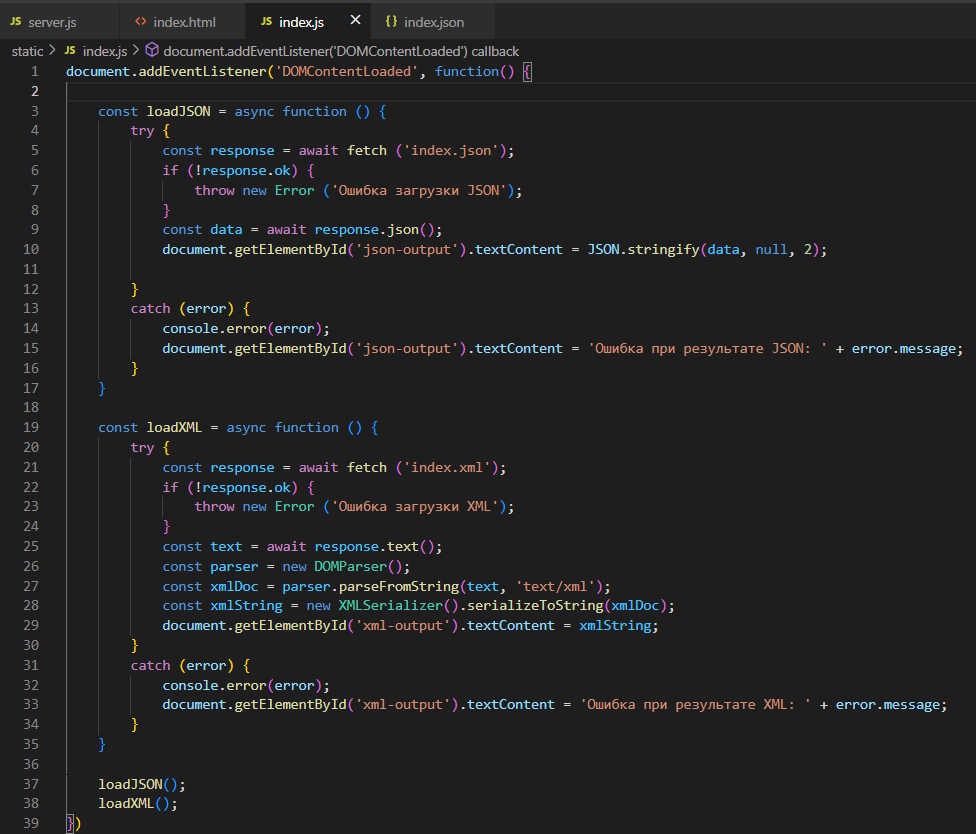 JS server.js <> index.html JS index.js × {} index.json
static > JS index.js > document.addEventListener('DOMContentLoaded') callback
1 document.addEventListener('DOMContentLoaded', function() {
2
3 const loadJSON = async function () {
4 try {
5 const response = await fetch ('index.json');
6 if (!response.ok) {
7 throw new Error ('Ошибка загрузки JSON');
8 }
9 const data = await response.json();
10 document.getElementById('json-output').textContent = JSON.stringify(data, null, 2);
11
12 }
13 catch (error) {
14 console.error(error);
15 document.getElementById('json-output').textContent = 'Ошибка при результате JSON: ' + error.message;
16 }
17 }
18
19 const loadXML = async function () {
20 try {
21 const response = await fetch ('index.xml');
22 if (!response.ok) {
23 throw new Error ('Ошибка загрузки XML');
24 }
25 const text = await response.text();
26 const parser = new DOMParser();
27 const xmlDoc = parser.parseFromString(text, 'text/xml');
28 const xmlString = new XMLSerializer().serializeToString(xmlDoc);
29 document.getElementById('xml-output').textContent = xmlString;
30 }
31 catch (error) {
32 console.error(error);
33 document.getElementById('xml-output').textContent = 'Ошибка при результате XML: ' + error.message;
34 }
35 }
36
37 loadJSON();
38 loadXML();
39 })